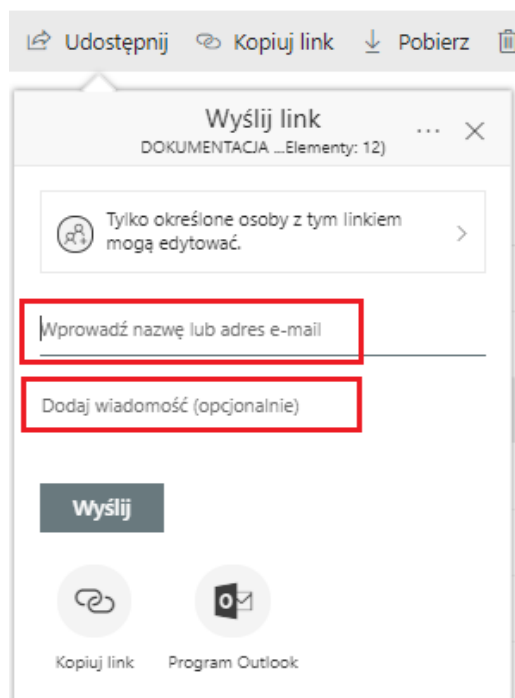 Udostępnij Kopiuj link Pobierz
Wyślij link
DOKUMENTACJA ...Elementy: 12)
Tylko określone osoby z tym linkiem
mogą edytować.
Wprowadź nazwę lub adres e-mail
Dodaj wiadomość (opcjonalnie)
Wyślij
Kopiuj link Program Outlook